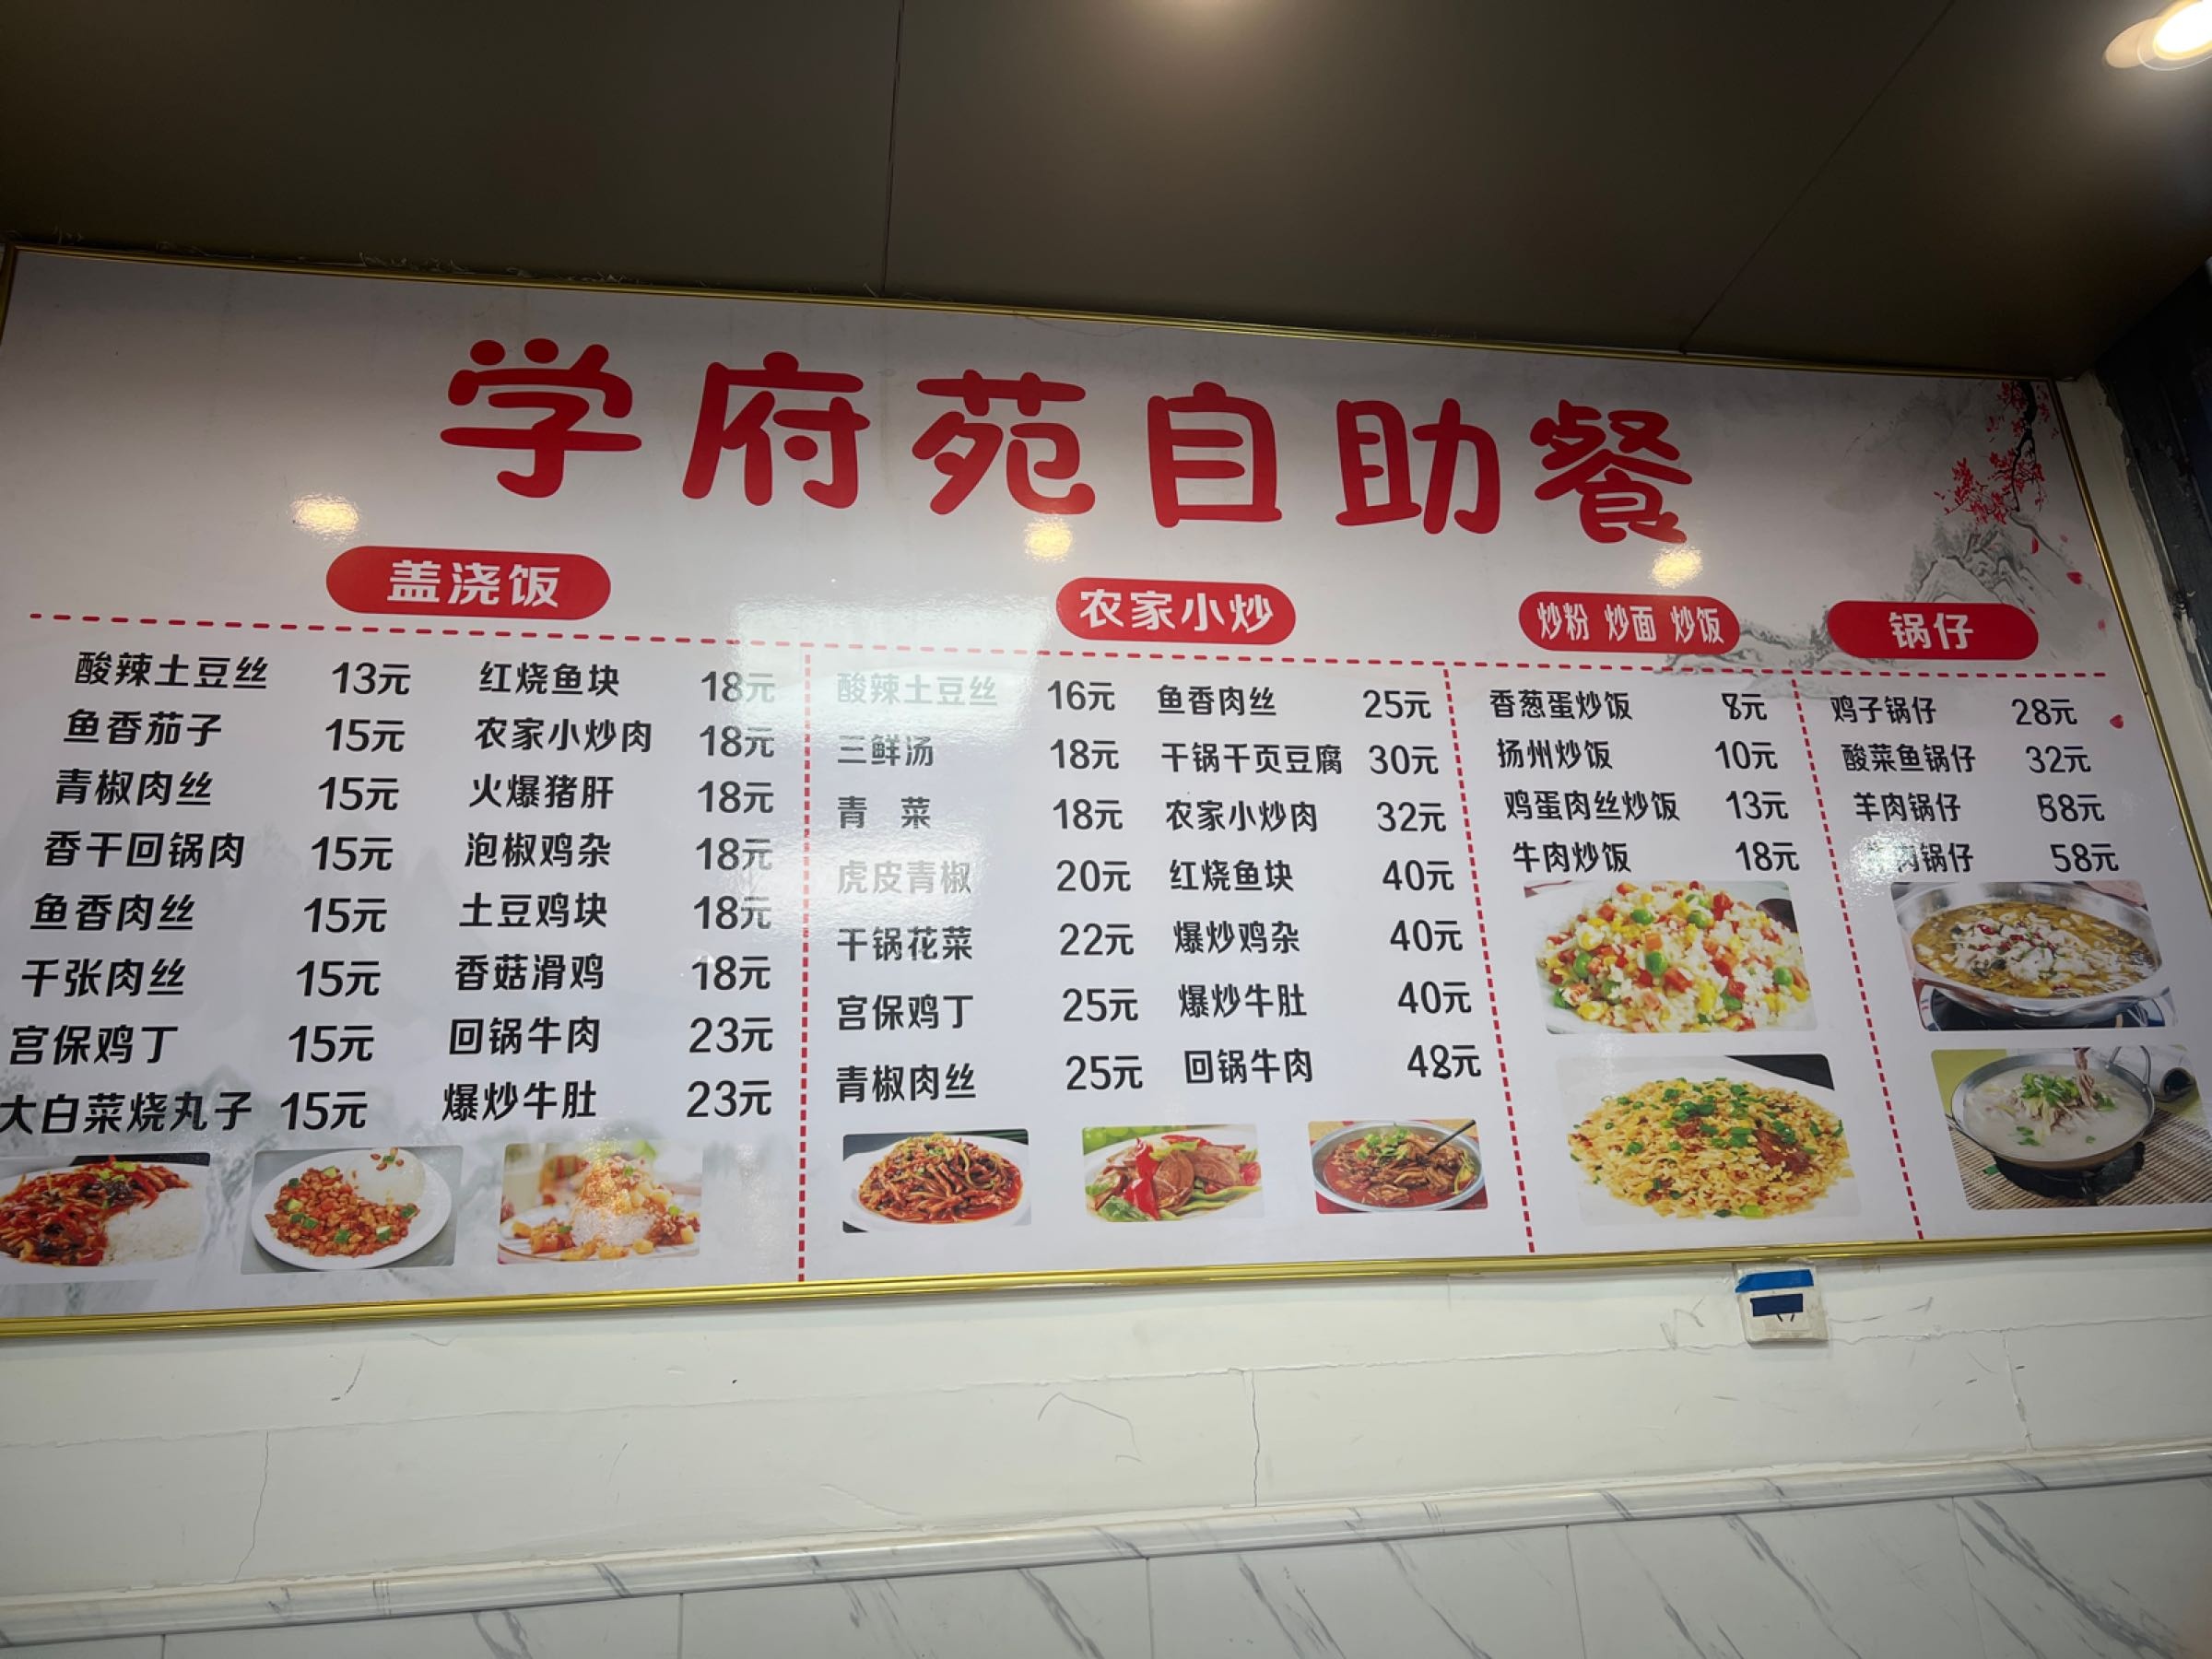 学府苑自助餐
盖浇饭
酸辣土豆丝 13元
鱼香茄子 15元
青椒肉丝 15元
香干回锅肉 15元
鱼香肉丝 15元
千张肉丝 15元
宫保鸡丁 15元
大白菜烧丸子 15元
红烧鱼块 18元
农家小炒肉 18元
火爆猪肝 18元
泡椒鸡杂 18元
土豆鸡块 18元
香菇滑鸡 18元
回锅牛肉 23元
爆炒牛肚 23元
农家小炒
酸辣土豆丝 16元
三鲜汤 18元
青菜 18元
虎皮青椒 20元
干锅花菜 22元
宫保鸡丁 25元
青椒肉丝 25元
鱼香肉丝 25元
干锅千页豆腐 30元
农家小炒肉 32元
红烧鱼块 40元
爆炒鸡杂 40元
爆炒牛肚 40元
回锅牛肉 48元
炒粉 炒面 炒饭
香葱蛋炒饭 8元
扬州炒饭 10元
鸡蛋肉丝炒饭 13元
牛肉炒饭 18元
锅仔
鸡子锅仔 28元
酸菜鱼锅仔 32元
羊肉锅仔 58元
肉锅仔 58元